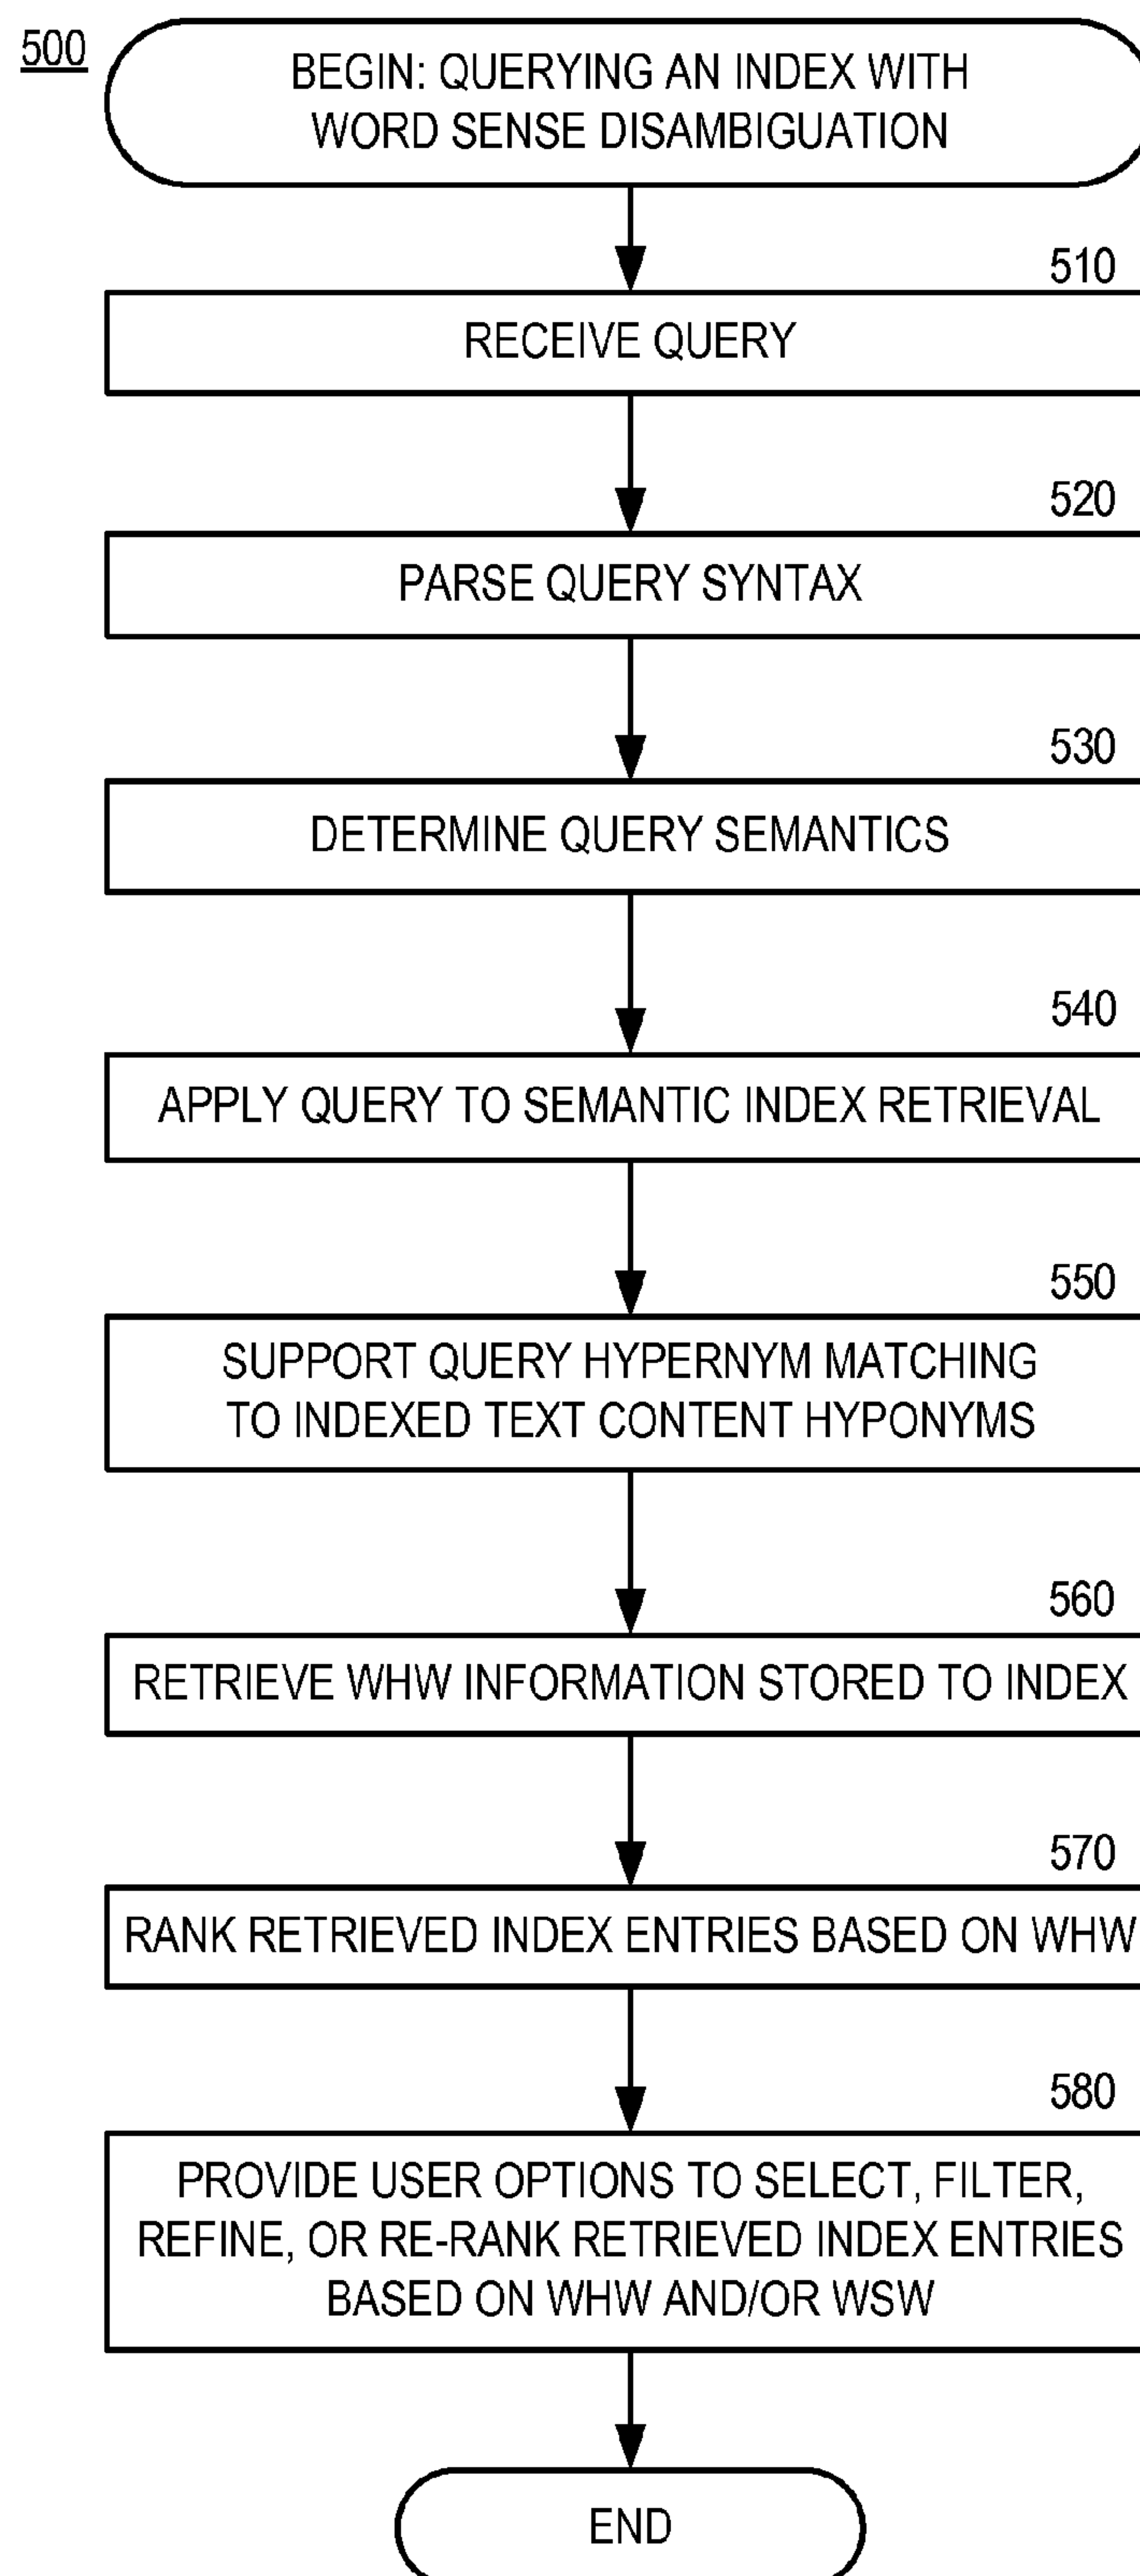 500
BEGIN: QUERYING AN INDEX WITH
WORD SENSE DISAMBIGUATION
510
RECEIVE QUERY
520
PARSE QUERY SYNTAX
530
DETERMINE QUERY SEMANTICS
540
APPLY QUERY TO SEMANTIC INDEX RETRIEVAL
550
SUPPORT QUERY HYPERNYM MATCHING
TO INDEXED TEXT CONTENT HYPONYMS
560
RETRIEVE WHW INFORMATION STORED TO INDEX
570
RANK RETRIEVED INDEX ENTRIES BASED ON WHW
580
PROVIDE USER OPTIONS TO SELECT, FILTER,
REFINE, OR RE-RANK RETRIEVED INDEX ENTRIES
BASED ON WHW AND/OR WSW
END